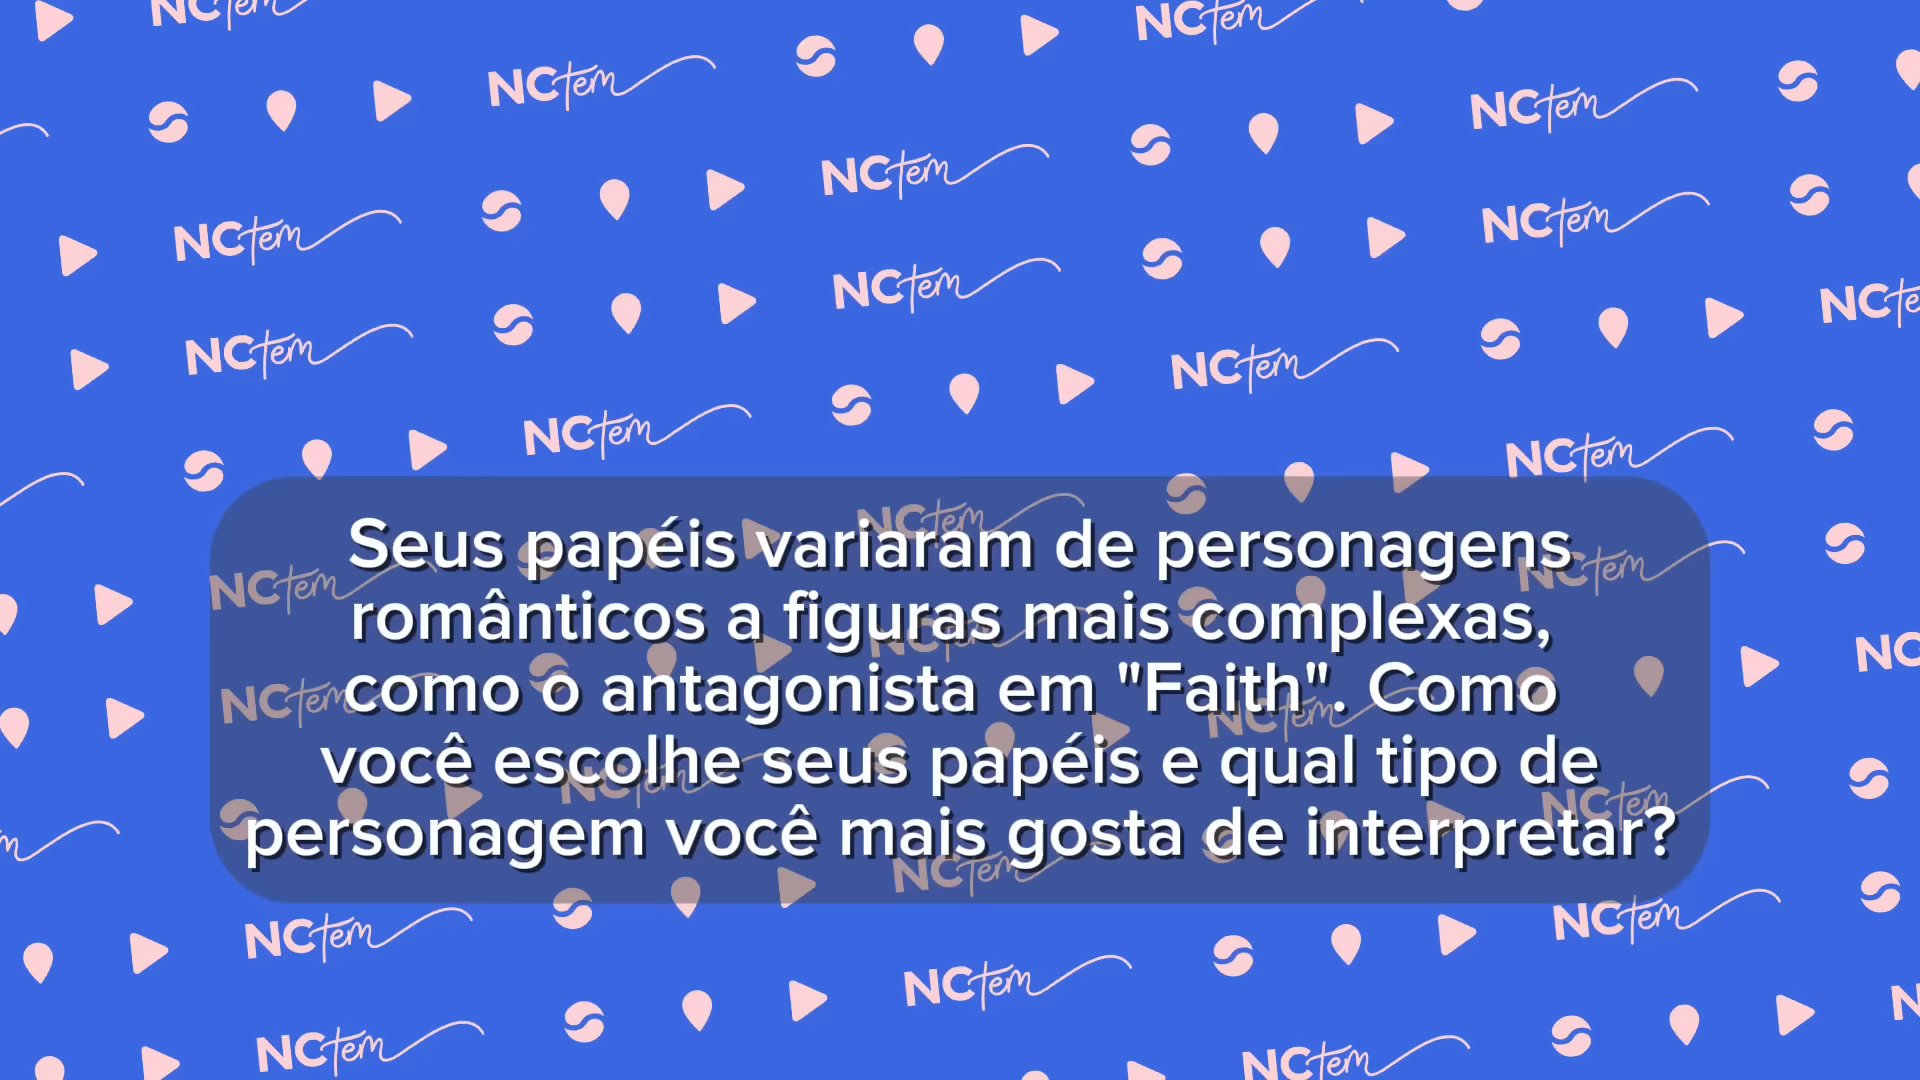 NCtem
Seus papéis variaram de personagens
românticos a figuras mais complexas,
como o antagonista em "Faith". Como
você escolhe seus papéis e qual tipo de
personagem você mais gosta de interpretar?